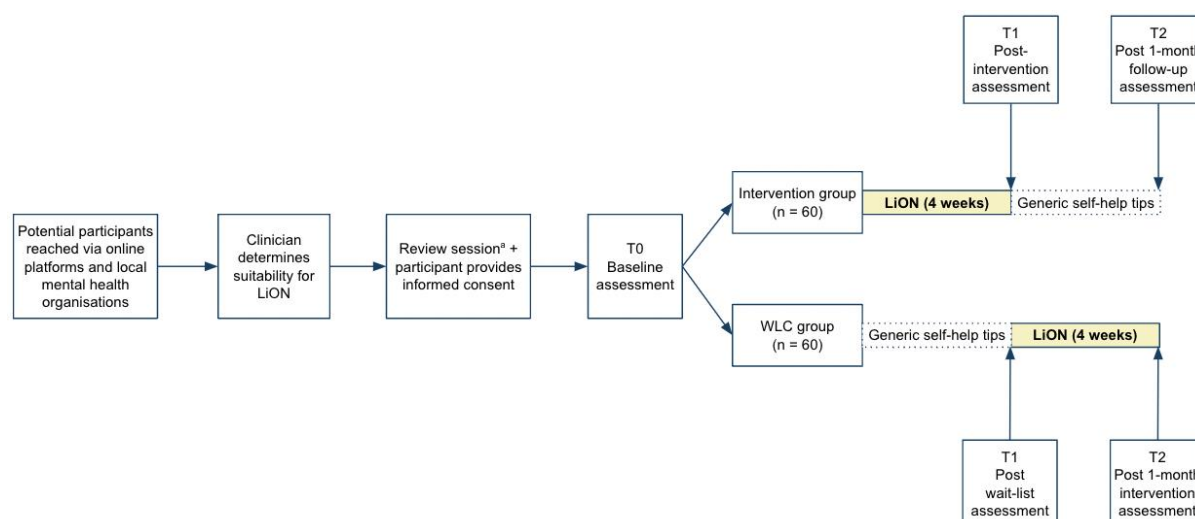 T1
Post-
intervention
assessment
T2
Post 1-month
follow-up
assessment
Potential participants
reached via online
platforms and local
mental health
organisations
Clinician
determines
suitability for
LiON
Review sessionª +
participant provides
informed consent
T0
Baseline
assessment
Intervention group
(n = 60)
LiON (4 weeks)
Generic self-help tips
WLC group
(n = 60)
Generic self-help tips
LiON (4 weeks)
T1
Post
wait-list
assessment
T2
Post 1-month
intervention
assessment